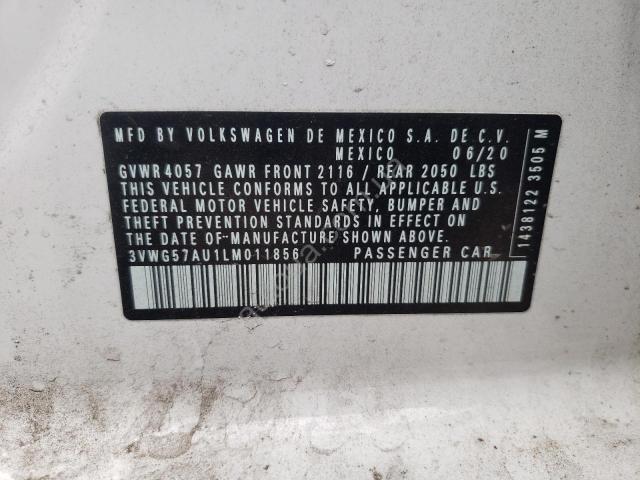 MFD BY VOLKSWAGEN DE MEXICO S.A. DE C.V.
MEXICO 06/20
GVWR 4057 GAWR FRONT 2116 / REAR 2050 LBS
THIS VEHICLE CONFORMS TO ALL APPLICABLE U.S.
FEDERAL MOTOR VEHICLE SAFETY, BUMPER AND
THEFT PREVENTION STANDARDS IN EFFECT ON
THE DATE OF MANUFACTURE SHOWN ABOVE.
3VWG57AU1LM011856 PASSENGER CAR
1438122 3505 M